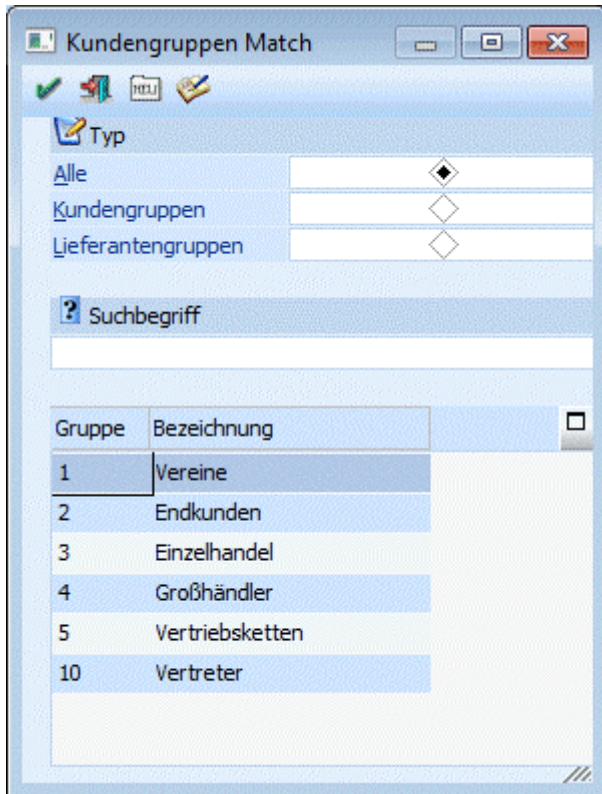 Kundengruppen Match
NEU
Typ
Alle
Kundengruppen
Lieferantengruppen
? Suchbegriff
Gruppe Bezeichnung
1 Vereine
2 Endkunden
3 Einzelhandel
4 Großhändler
5 Vertriebsketten
10 Vertreter